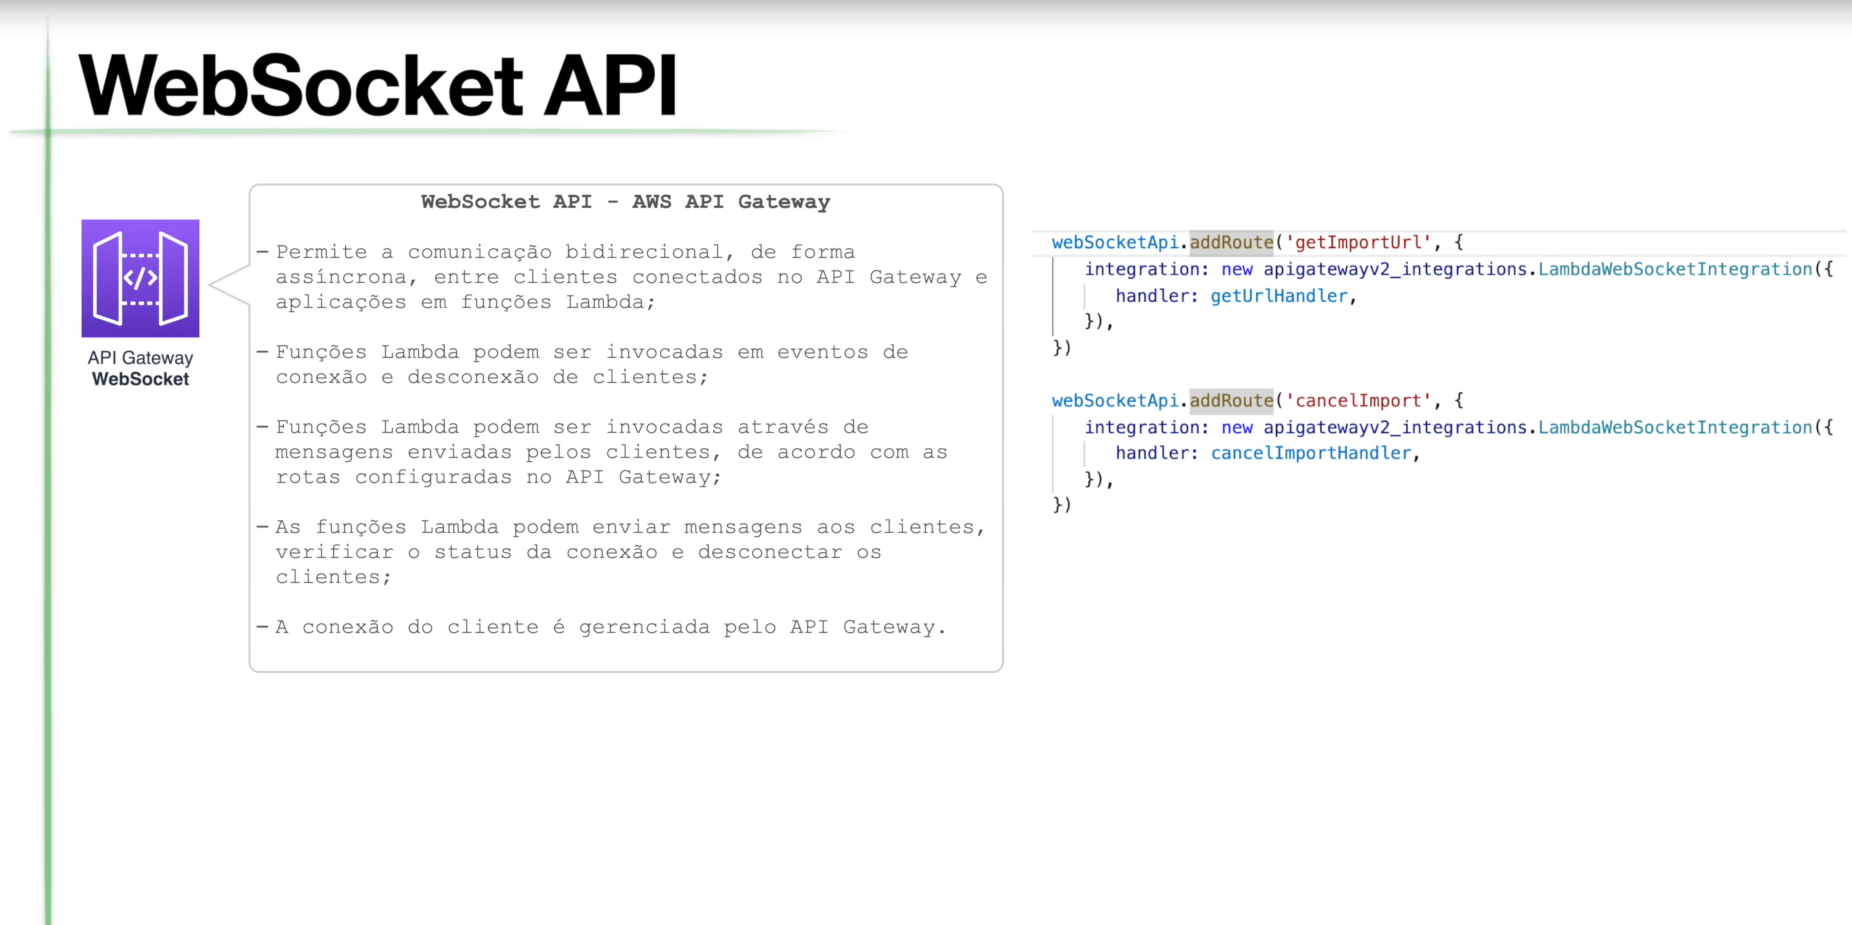 WebSocket API
API Gateway
WebSocket
WebSocket API - AWS API Gateway
– Permite a comunicação bidirecional, de forma
assíncrona, entre clientes conectados no API Gateway e
aplicações em funções Lambda;
– Funções Lambda podem ser invocadas em eventos de
conexão e desconexão de clientes;
– Funções Lambda podem ser invocadas através de
mensagens enviadas pelos clientes, de acordo com as
rotas configuradas no API Gateway;
– As funções Lambda podem enviar mensagens aos clientes,
verificar o status da conexão e desconectar os
clientes;
– A conexão do cliente é gerenciada pelo API Gateway.
webSocketApi.addRoute('getImportUrl', {
integration: new apigatewayv2_integrations.LambdaWebSocketIntegration({
handler: getUrlHandler,
}),
})
webSocketApi.addRoute('cancelImport', {
integration: new apigatewayv2_integrations.LambdaWebSocketIntegration({
handler: cancelImportHandler,
}),
})